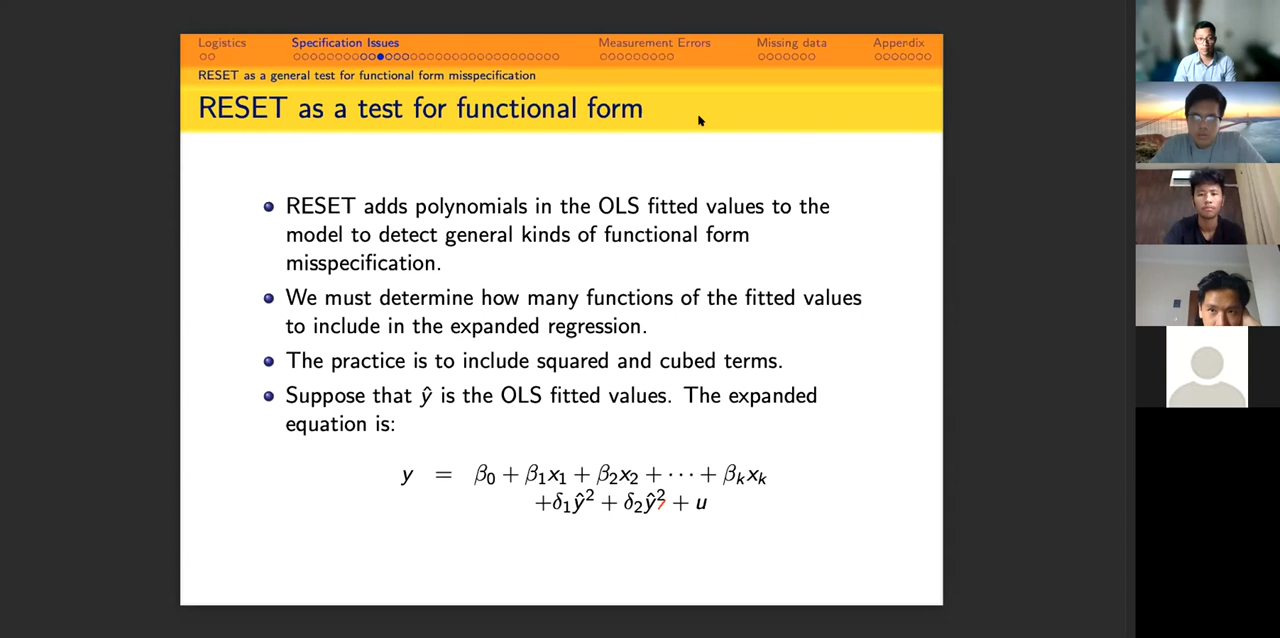 Logistics Specification Issues Measurement Errors Missing data Appendix
RESET as a general test for functional form misspecification
RESET as a test for functional form
RESET adds polynomials in the OLS fitted values to the
model to detect general kinds of functional form
misspecification.
We must determine how many functions of the fitted values
to include in the expanded regression.
The practice is to include squared and cubed terms.
Suppose that ŷ is the OLS fitted values. The expanded
equation is:
y = β₀ + β₁x₁ + β₂x₂ + ⋯ + βₖxₖ
+δ₁ŷ² + δ₂ŷ² + u